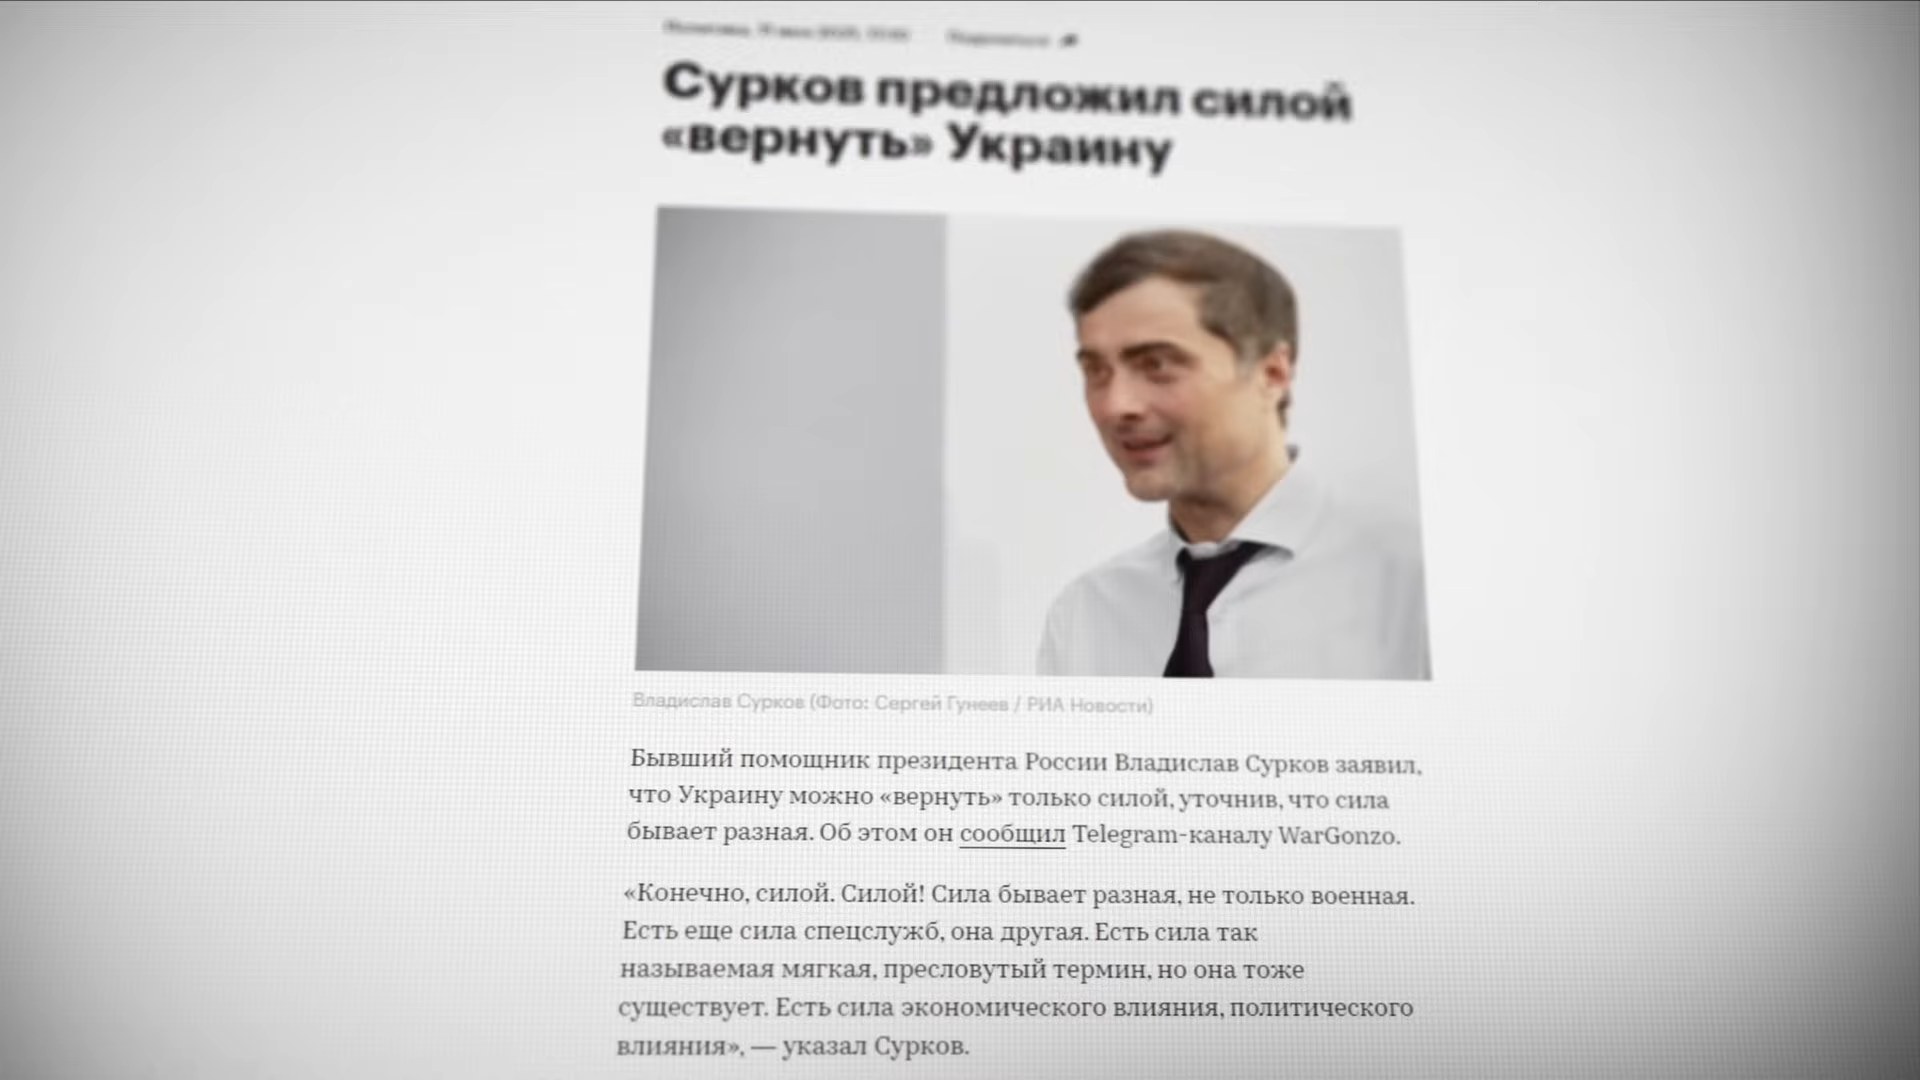 Сурков предложил силой
«вернуть» Украину
Владислав Сурков (Фото: Сергей Гунеев / РИА Новости)
Бывший помощник президента России Владислав Сурков заявил,
что Украину можно «вернуть» только силой, уточнив, что сила
бывает разная. Об этом он сообщил Telegram-каналу WarGonzo.
«Конечно, силой. Силой! Сила бывает разная, не только военная.
Есть еще сила спецслужб, она другая. Есть сила так
называемая мягкая, пресловутый термин, но она тоже
существует. Есть сила экономического влияния, политического
влияния», — указал Сурков.